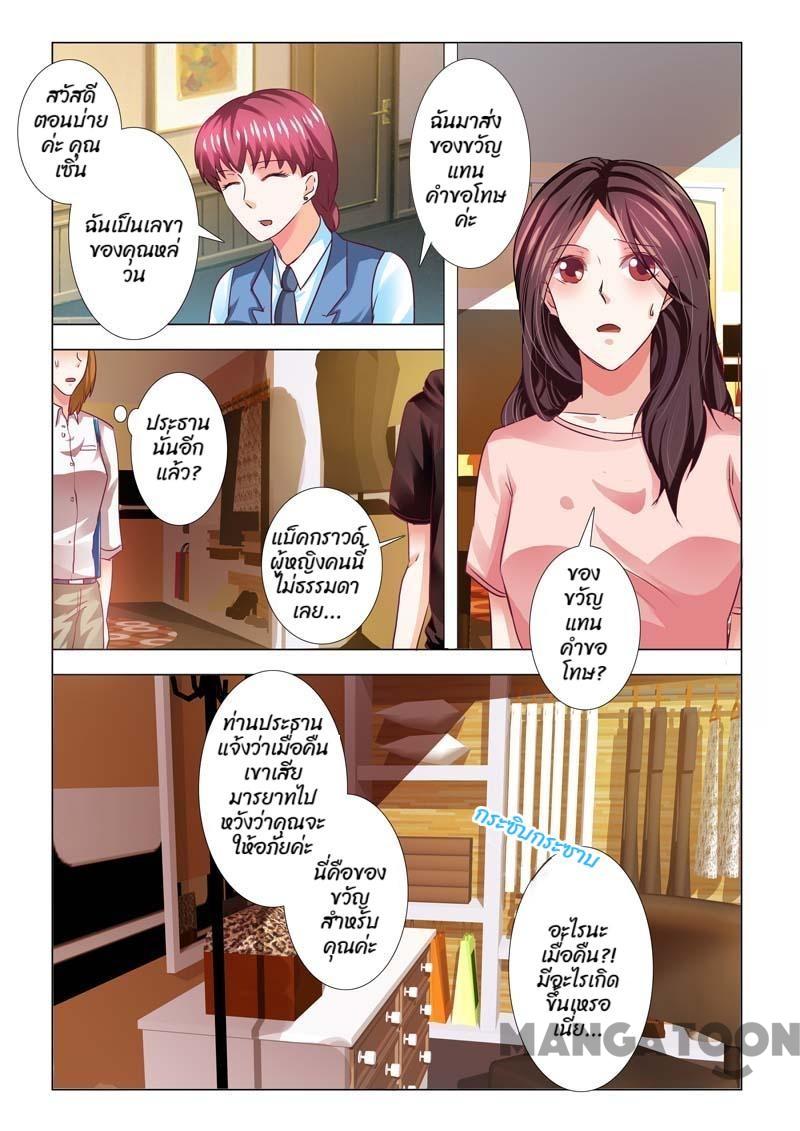 สวัสดี
ตอนบ่าย
ค่ะ คุณ
เซิ่น
ฉันเป็นเลขา
ของคุณหล่
วน
ฉันมาส่ง
ของขวัญ
แทน
คำขอโทษ
ค่ะ
ของ
ขวัญ
แทน
คำขอ
โทษ?
ประธาน
นั่นอีก
แล้ว?
แบ็คกราวด์
ผู้หญิงคนนี้
ไม่ธรรมดา
เลย...
ท่านประธาน
แจ้งว่าเมื่อคืน
เขาเสีย
มารยาทไป
หวังว่าคุณจะ
ให้อภัยค่ะ
นี่คือของ
ขวัญ
สำหรับ
คุณค่ะ
กระซิบกระซาบ
อะไรนะ
เมื่อคืน?!
มีอะไรเกิด
ขึ้นเหรอ
เนี่ย...
MANGATOON